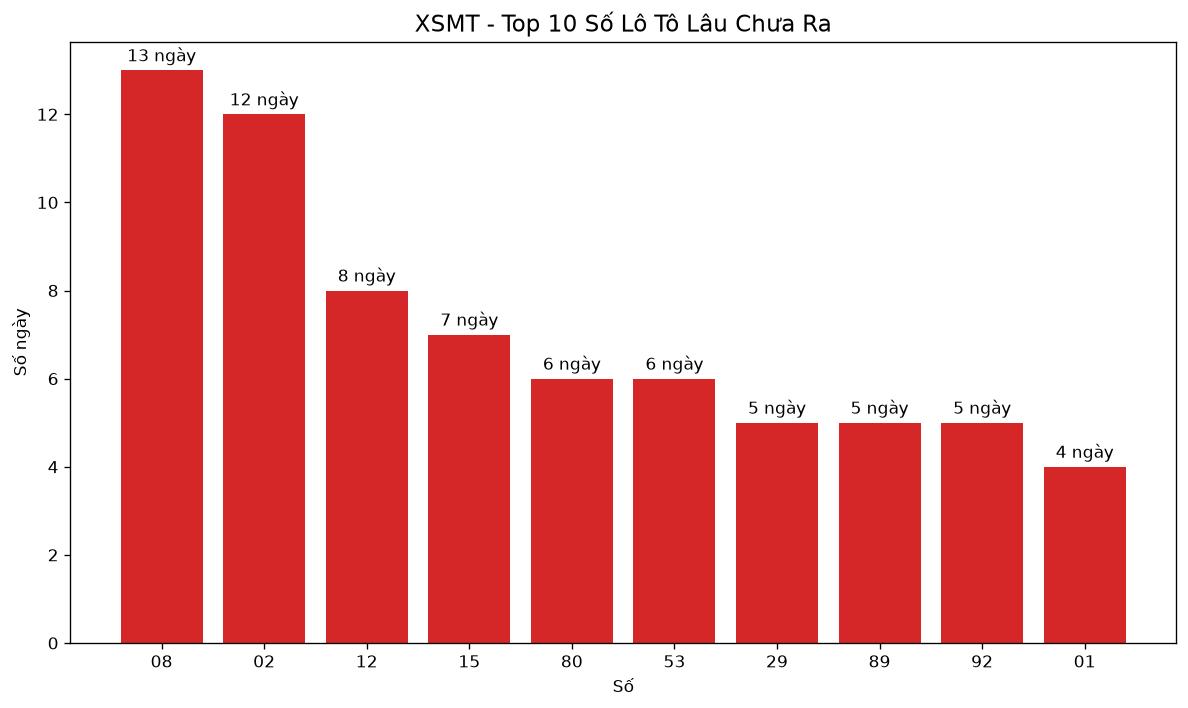 XSMT - Top 10 Số Lô Tô Lâu Chưa Ra
13 ngày
12 ngày
8 ngày
7 ngày
6 ngày
6 ngày
5 ngày
5 ngày
5 ngày
4 ngày
Số ngày
12
10
8
6
4
2
0
08 02 12 15 80 53 29 89 92 01
Số